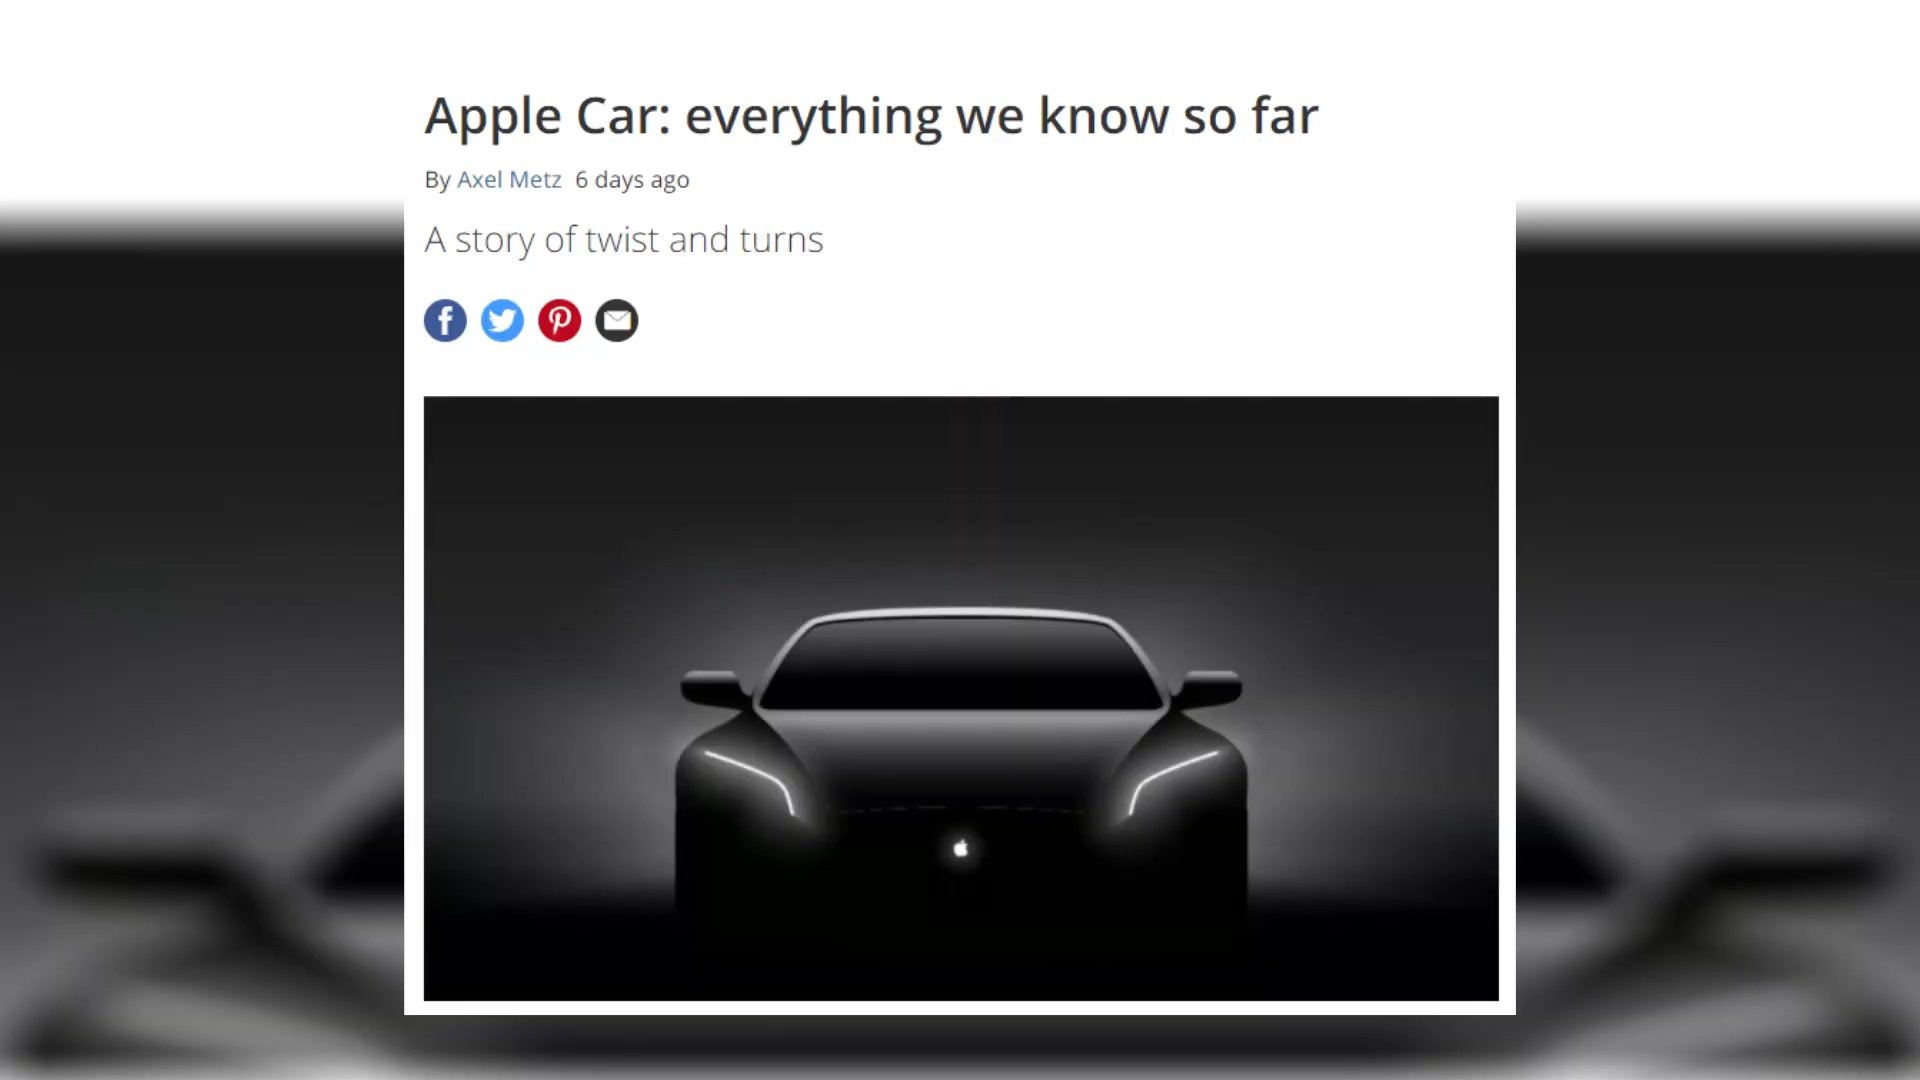 Apple Car: everything we know so far
By Axel Metz 6 days ago
A story of twist and turns